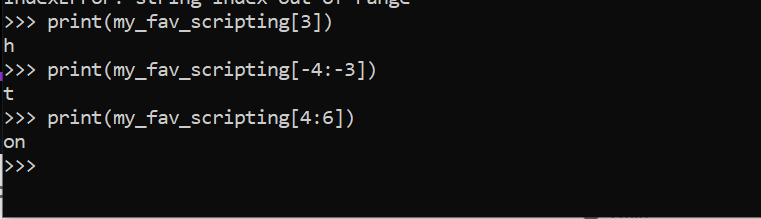 IndexError: string index out of range
>>> print(my_fav_scripting[3])
h
>>> print(my_fav_scripting[-4:-3])
t
>>> print(my_fav_scripting[4:6])
on
>>>